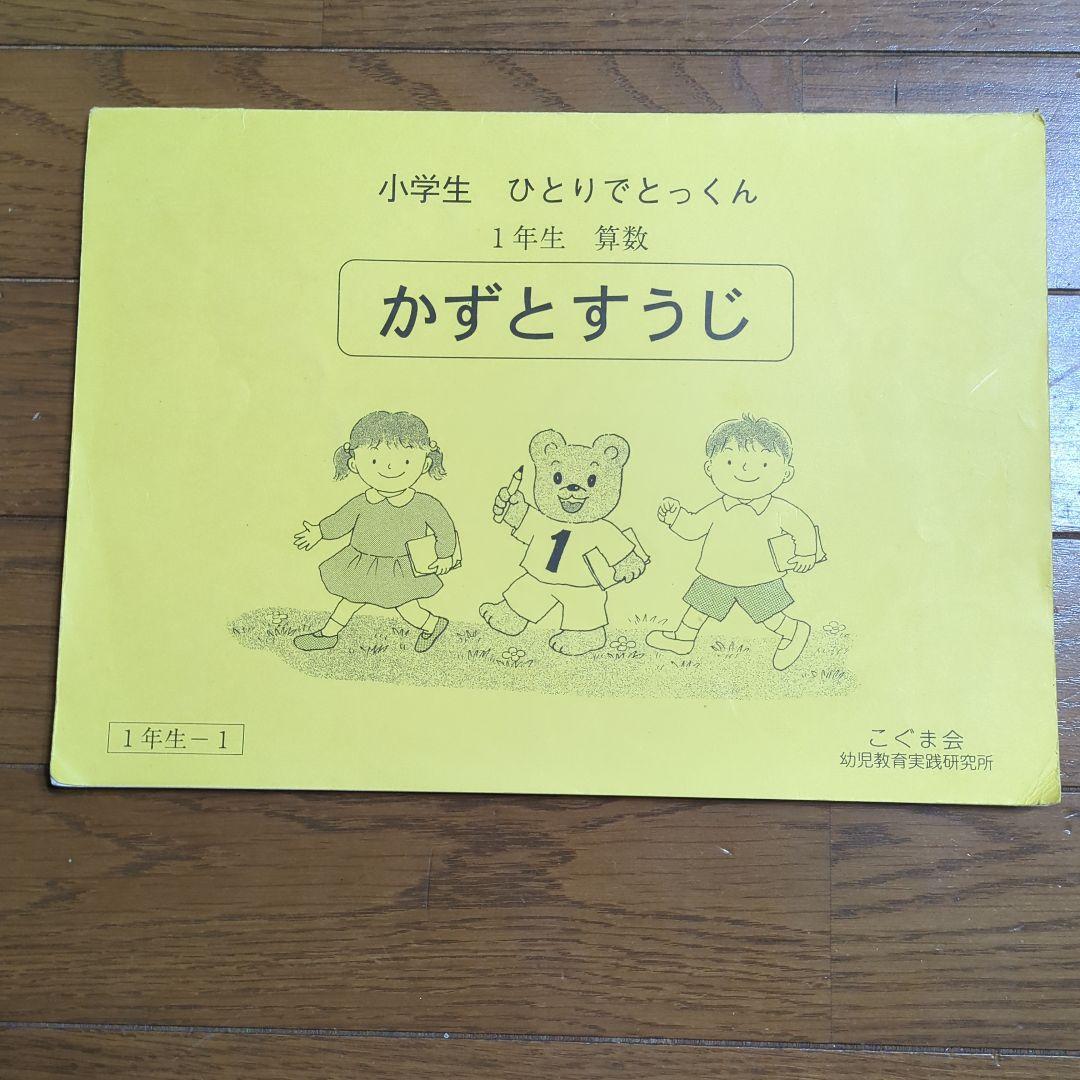 小学生　ひとりでとっくん
１年生　算数
かずとすうじ
1
１年生－１
こぐま会
幼児教育実践研究所